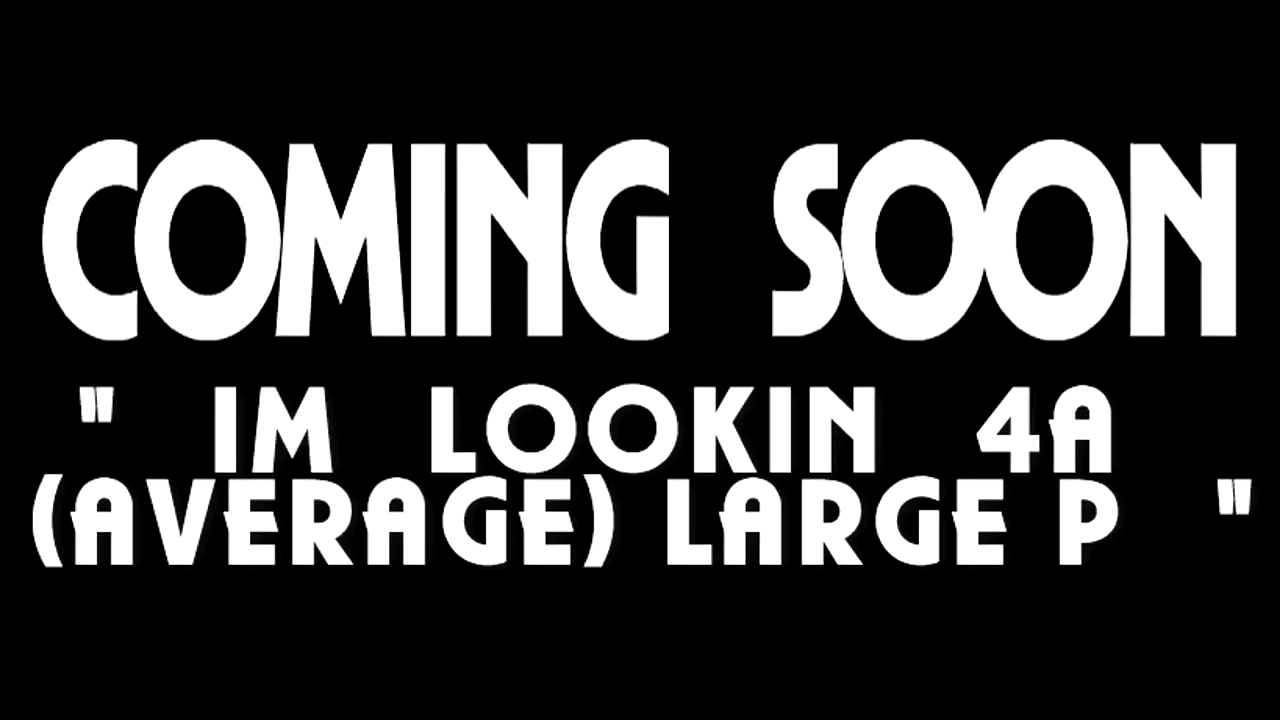 COMING SOON
" IM LOOKIN 4A
(AVERAGE) LARGE P "